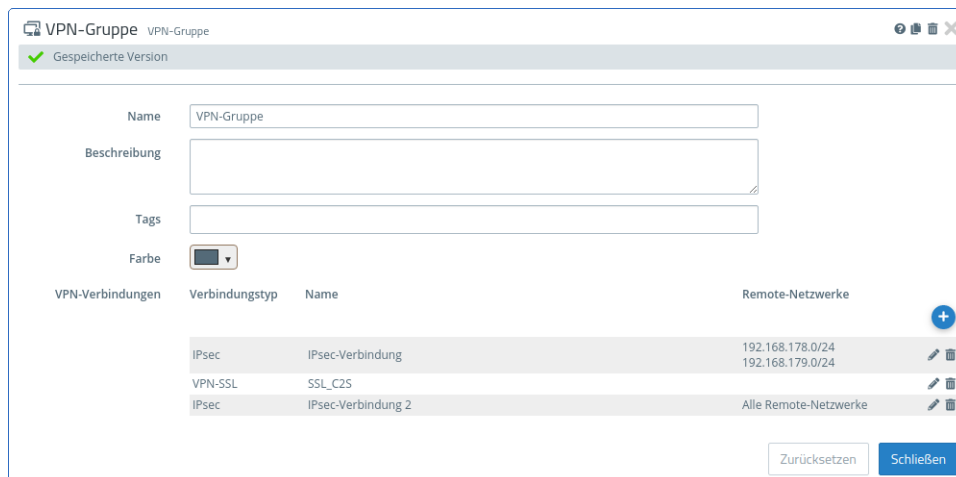 VPN-Gruppe VPN-Gruppe
Gespeicherte Version
Name VPN-Gruppe
Beschreibung
Tags
Farbe
VPN-Verbindungen Verbindungstyp Name Remote-Netzwerke
IPsec IPsec-Verbindung 192.168.178.0/24
192.168.179.0/24
VPN-SSL SSL_C2S
IPsec IPsec-Verbindung 2 Alle Remote-Netzwerke
Zurücksetzen Schließen